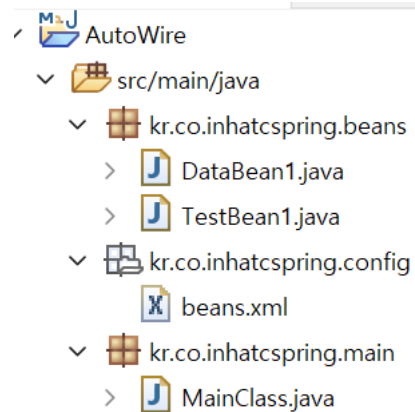 AutoWire
src/main/java
kr.co.inhatcspring.beans
DataBean1.java
TestBean1.java
kr.co.inhatcspring.config
beans.xml
kr.co.inhatcspring.main
MainClass.java